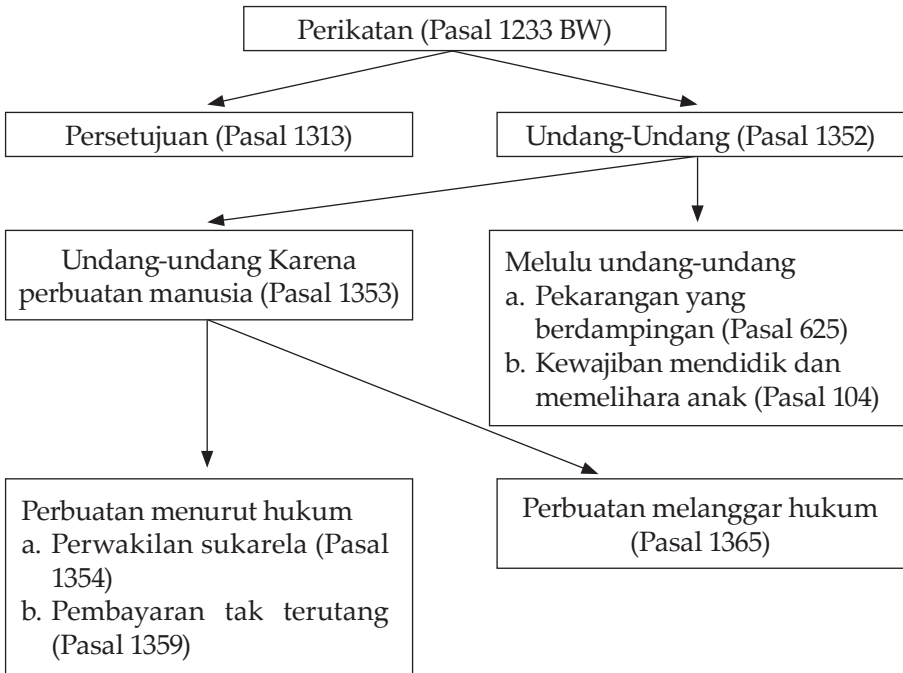 Perikatan (Pasal 1233 BW)
Persetujuan (Pasal 1313)
Undang-Undang (Pasal 1352)
Undang-undang Karena
perbuatan manusia (Pasal 1353)
Melulu undang-undang
a. Pekarangan yang
berdampingan (Pasal 625)
b. Kewajiban mendidik dan
memelihara anak (Pasal 104)
Perbuatan menurut hukum
a. Perwakilan sukarela (Pasal
1354)
b. Pembayaran tak terutang
(Pasal 1359)
Perbuatan melanggar hukum
(Pasal 1365)